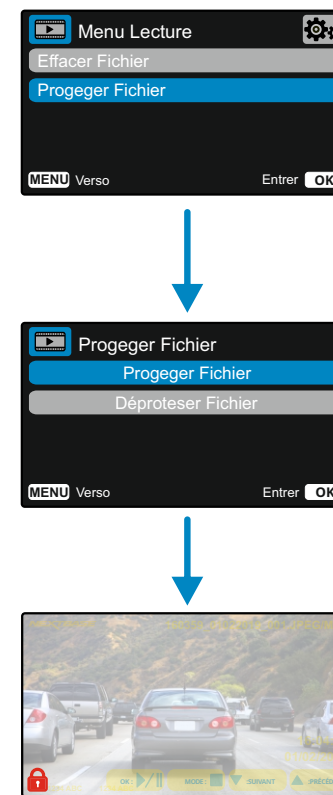 Menu Lecture
Effacer Fichier
Progeger Fichier
MENU Verso Entrer OK
Progeger Fichier
Progeger Fichier
Déproteser Fichier
MENU Verso Entrer OK
OK : MODE : :SUIVANT